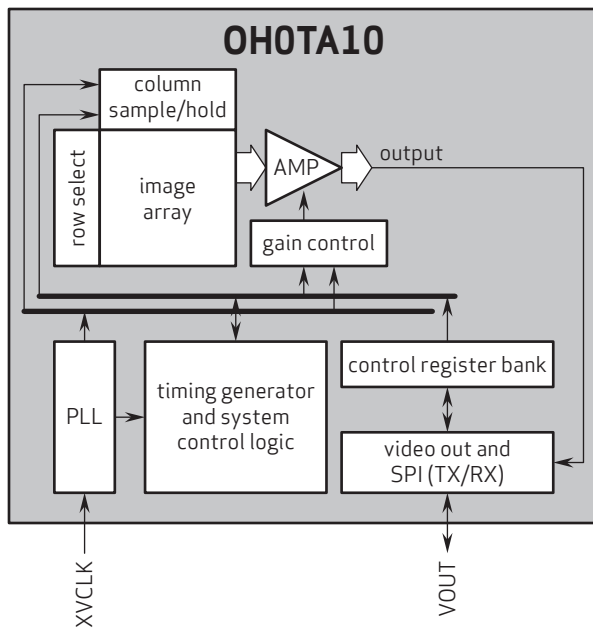 OH0TA10
column
sample/hold
row select
image
array
AMP
output
gain control
PLL
timing generator
and system
control logic
control register bank
video out and
SPI (TX/RX)
XVCLK
VOUT